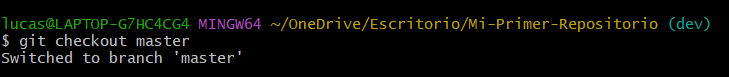 lucas@LAPTOP-G7HC4CG4 MINGW64 ~/OneDrive/Escritorio/Mi-Primer-Repositorio (dev)
$ git checkout master
Switched to branch 'master'